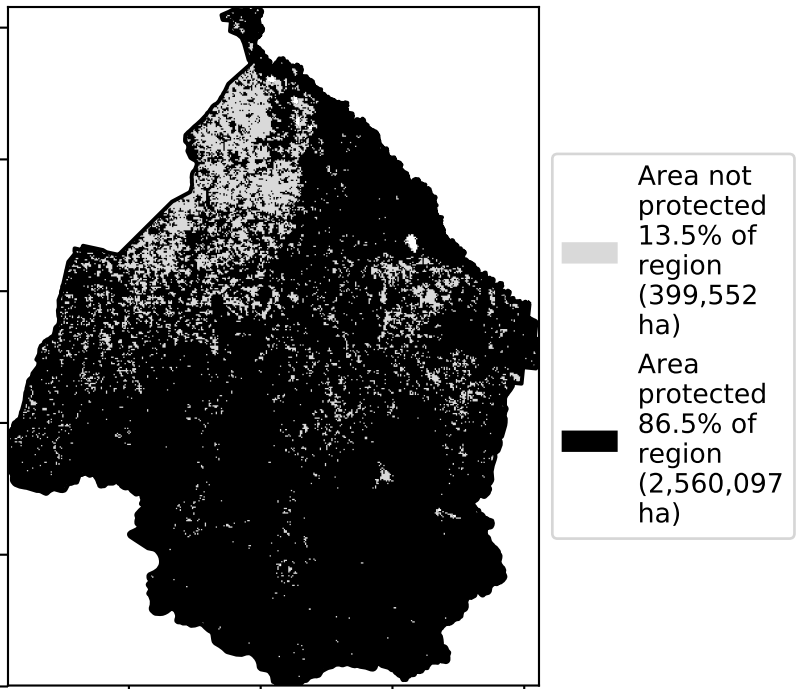 Area not
protected
13.5% of
region
(399,552
ha)
Area
protected
86.5% of
region
(2,560,097
ha)